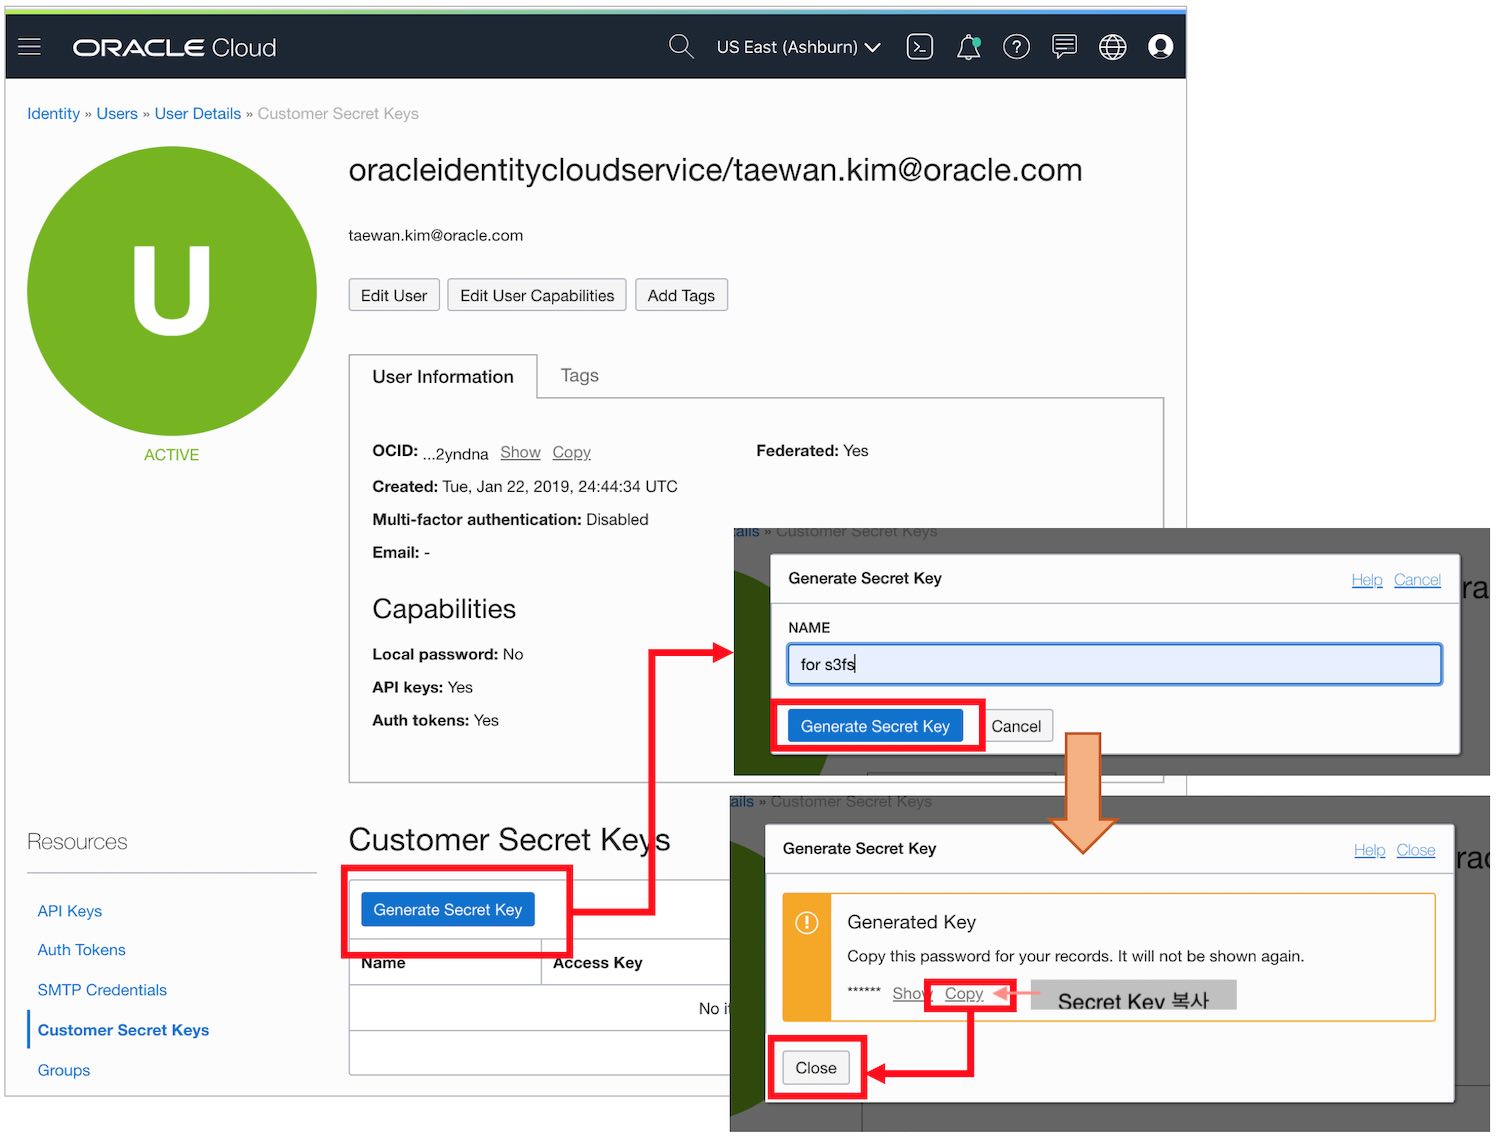 ORACLE Cloud
US East (Ashburn)
Identity » Users » User Details » Customer Secret Keys
U
ACTIVE
oracleidentitycloudservice/taewan.kim@oracle.com
taewan.kim@oracle.com
Edit User
Edit User Capabilities
Add Tags
User Information
Tags
OCID: ...2yndna Show Copy
Federated: Yes
Created: Tue, Jan 22, 2019, 24:44:34 UTC
Multi-factor authentication: Disabled
Email: -
Capabilities
Local password: No
API keys: Yes
Auth tokens: Yes
Resources
API Keys
Auth Tokens
SMTP Credentials
Customer Secret Keys
Groups
Customer Secret Keys
Generate Secret Key
Name
Access Key
No
ails » Customer Secret Keys
ra
Generate Secret Key
Help Cancel
NAME
for s3fs
Generate Secret Key
Cancel
ails » Customer Secret Keys
rac
Generate Secret Key
Help Close
Generated Key
Copy this password for your records. It will not be shown again.
****** Show Copy
Secret Key 복사
Close